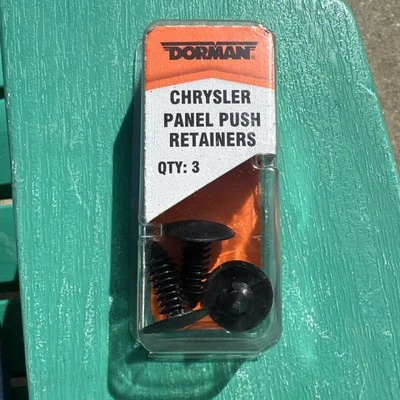 DORMAN
CHRYSLER
PANEL PUSH
RETAINERS
QTY: 3